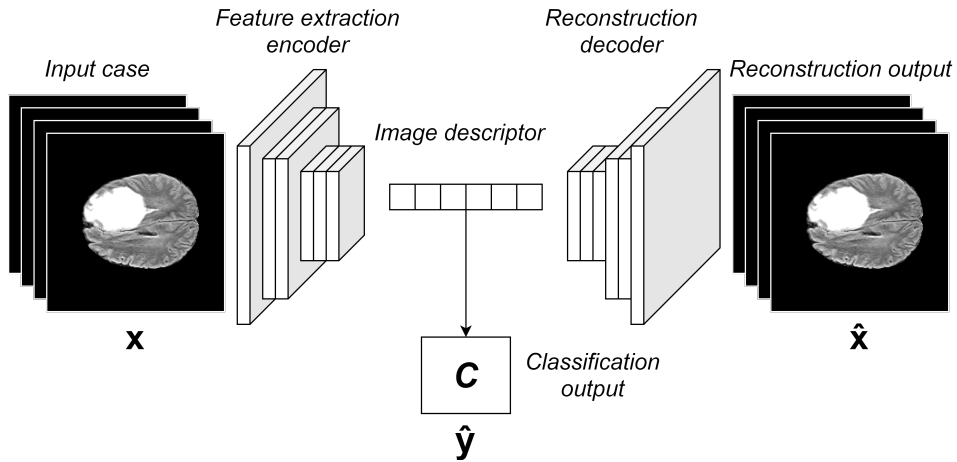 Feature extraction
encoder
Reconstruction
decoder
Input case
Image descriptor
Reconstruction output
x
x̂
C
Classification
output
ŷ